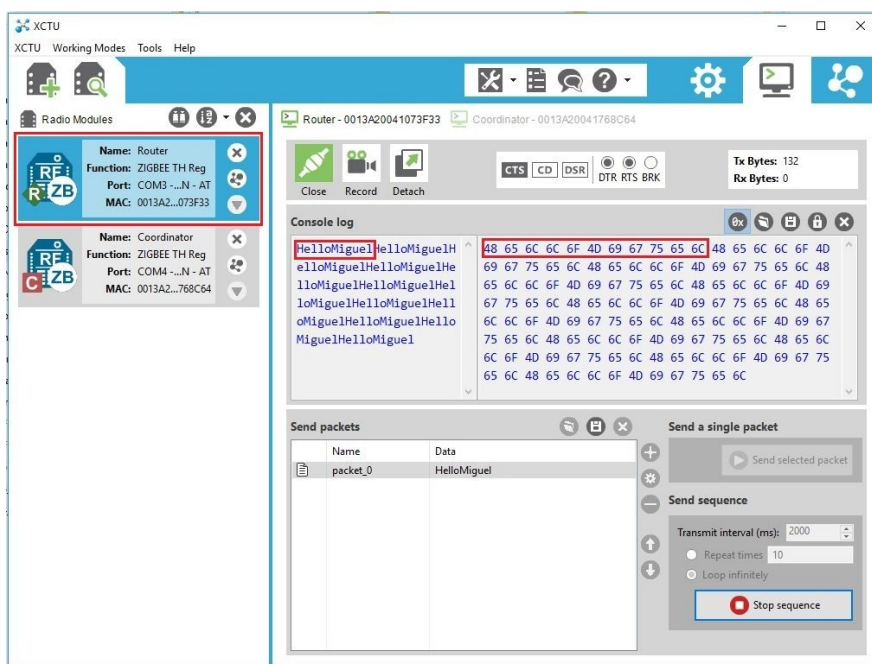 XCTU
XCTU Working Modes Tools Help
Radio Modules
Name: Router
Function: ZIGBEE TH Reg
Port: COM3 -...N - AT
MAC: 0013A2...073F33
RF
R ZB
Name: Coordinator
Function: ZIGBEE TH Reg
Port: COM4 -...N - AT
MAC: 0013A2...768C64
RF
C ZB
Router - 0013A20041073F33
Coordinator - 0013A20041768C64
Close Record Detach
CTS CD DSR
DTR RTS BRK
Tx Bytes: 132
Rx Bytes: 0
Console log
0x
HelloMiguelHelloMiguelH
elloMiguelHelloMiguelHe
lloMiguelHelloMiguelHel
loMiguelHelloMiguelHell
oMiguelHelloMiguelHello
MiguelHelloMiguel
48 65 6C 6C 6F 4D 69 67 75 65 6C 48 65 6C 6C 6F 4D
69 67 75 65 6C 48 65 6C 6C 6F 4D 69 67 75 65 6C 48
65 6C 6C 6F 4D 69 67 75 65 6C 48 65 6C 6C 6F 4D 69
67 75 65 6C 48 65 6C 6C 6F 4D 69 67 75 65 6C 48 65
6C 6C 6F 4D 69 67 75 65 6C 48 65 6C 6C 6F 4D 69 67
75 65 6C 48 65 6C 6C 6F 4D 69 67 75 65 6C 48 65 6C
6C 6F 4D 69 67 75 65 6C 48 65 6C 6C 6F 4D 69 67 75
65 6C 48 65 6C 6C 6F 4D 69 67 75 65 6C
Send packets
Name Data
packet_0 HelloMiguel
Send a single packet
Send selected packet
Send sequence
Transmit interval (ms): 2000
Repeat times 10
Loop infinitely
Stop sequence